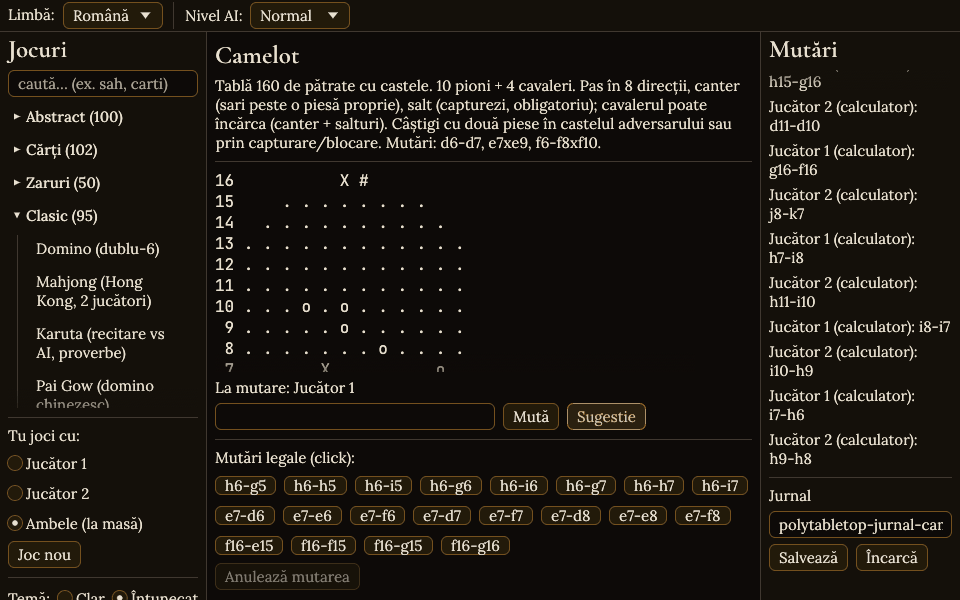 Limbă: Română ▼ Nivel AI: Normal ▼
Jocuri
caută... (ex. sah, carti)
▸ Abstract (100)
▸ Cărți (102)
▸ Zaruri (50)
▾ Clasic (95)
Domino (dublu-6)
Mahjong (Hong
Kong, 2 jucători)
Karuta (recitare vs
AI, proverbe)
Pai Gow (domino
chinezesc)
Tu joci cu:
Jucător 1
Jucător 2
Ambele (la masă)
Joc nou
Temă: Clar Întunecat
Camelot
Tablă 160 de pătrate cu castele. 10 pioni + 4 cavaleri. Pas în 8 direcții, canter
(sari peste o piesă proprie), salt (capturezi, obligatoriu); cavalerul poate
încărca (canter + salturi). Câștigi cu două piese în castelul adversarului sau
prin capturare/blocare. Mutări: d6-d7, e7xe9, f6-f8xf10.
16 X #
15 . . . . . . . .
14 . . . . . . . . . .
13 . . . . . . . . . . . .
12 . . . . . . . . . . . .
11 . . . . . . . . . . . .
10 . . . o . o . . . . . .
9 . . . . . o . . . . . .
8 . . . . . . . o . . . .
7 X o
La mutare: Jucător 1
Mută Sugestie
Mutări legale (click):
h6-g5 h6-h5 h6-i5 h6-g6 h6-i6 h6-g7 h6-h7 h6-i7
e7-d6 e7-e6 e7-f6 e7-d7 e7-f7 e7-d8 e7-e8 e7-f8
f16-e15 f16-f15 f16-g15 f16-g16
Anulează mutarea
Mutări
h15-g16
Jucător 2 (calculator):
d11-d10
Jucător 1 (calculator):
g16-f16
Jucător 2 (calculator):
j8-k7
Jucător 1 (calculator):
h7-i8
Jucător 2 (calculator):
h11-i10
Jucător 1 (calculator): i8-i7
Jucător 2 (calculator):
i10-h9
Jucător 1 (calculator):
i7-h6
Jucător 2 (calculator):
h9-h8
Jurnal
polytabletop-jurnal-car
Salvează Încarcă